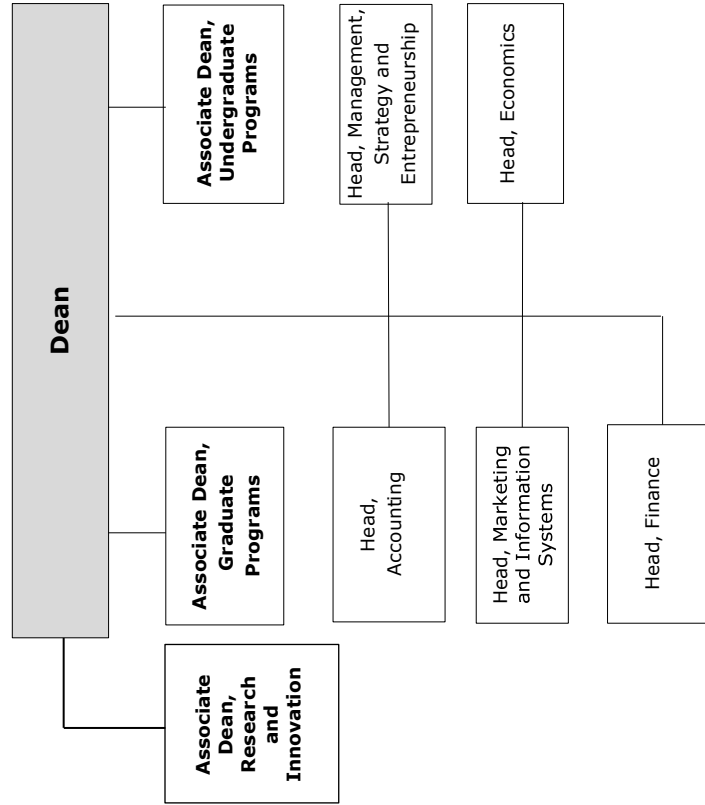 Dean
Associate
Dean,
Research
and
Innovation
Associate Dean,
Graduate
Programs
Associate Dean,
Undergraduate
Programs
Head,
Accounting
Head, Management,
Strategy and
Entrepreneurship
Head, Marketing
and Information
Systems
Head, Economics
Head, Finance